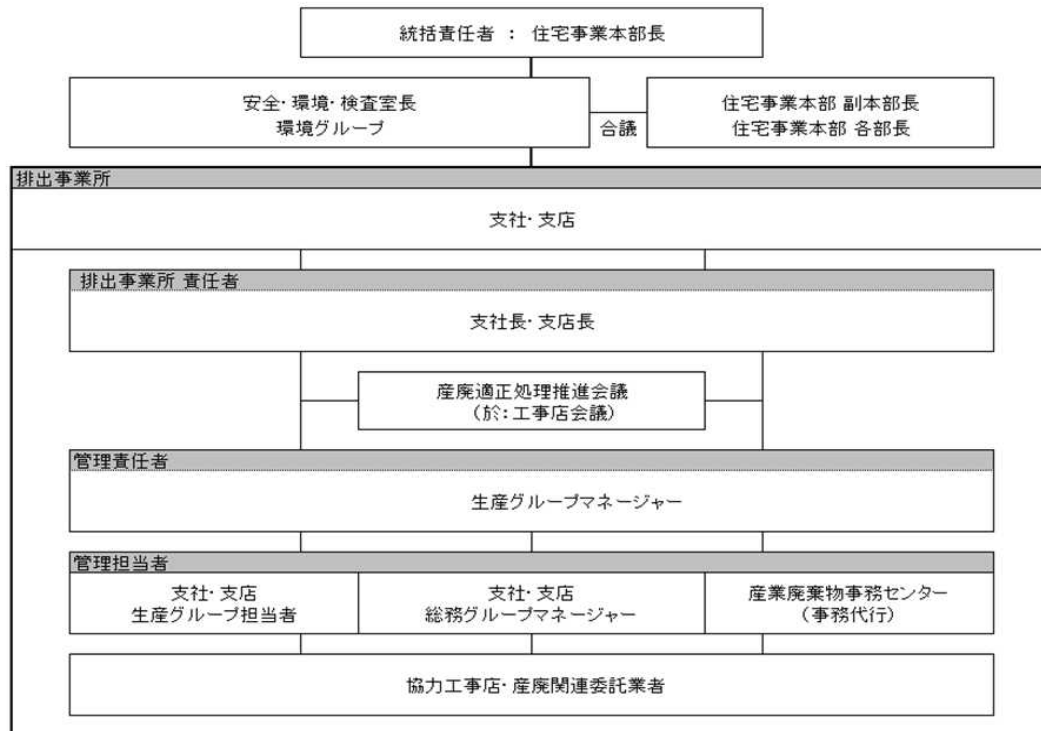 統括責任者 : 住宅事業本部長
安全・環境・検査室長
環境グループ
合議
住宅事業本部 副本部長
住宅事業本部 各部長
排出事業所
支社・支店
排出事業所 責任者
支社長・支店長
産廃適正処理推進会議
(於:工事店会議)
管理責任者
生産グループマネージャー
管理担当者
支社・支店
生産グループ担当者
支社・支店
総務グループマネージャー
産業廃棄物事務センター
(事務代行)
協力工事店・産廃関連委託業者